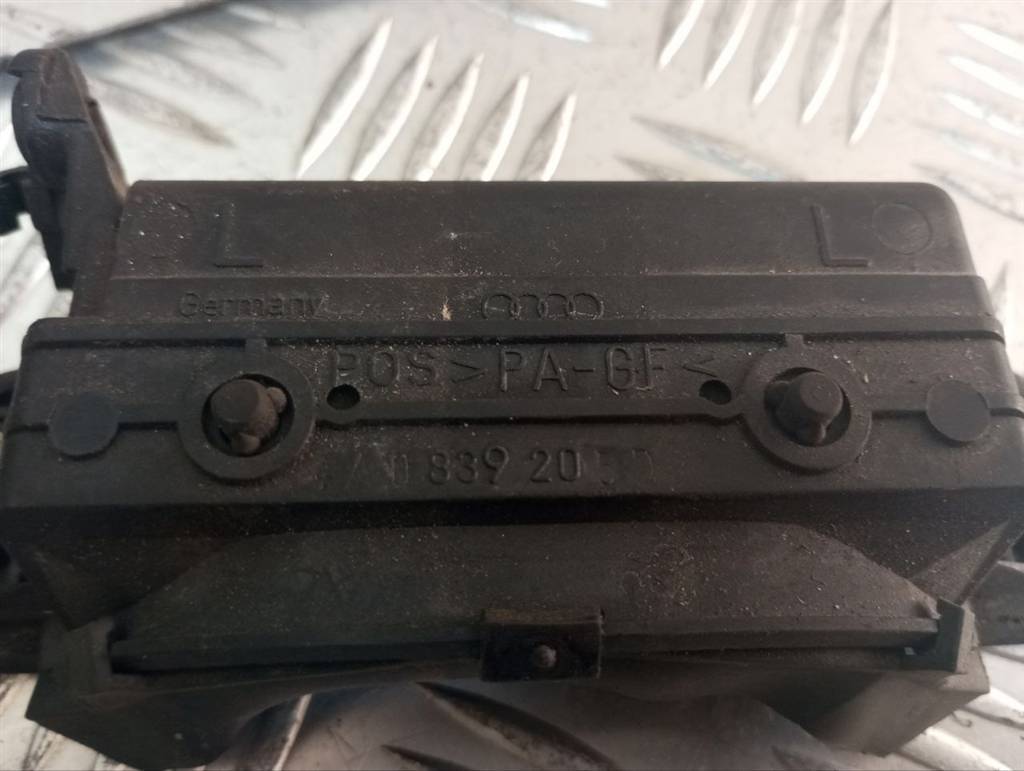 L L
Germany
POS >PA-GF<
839 20